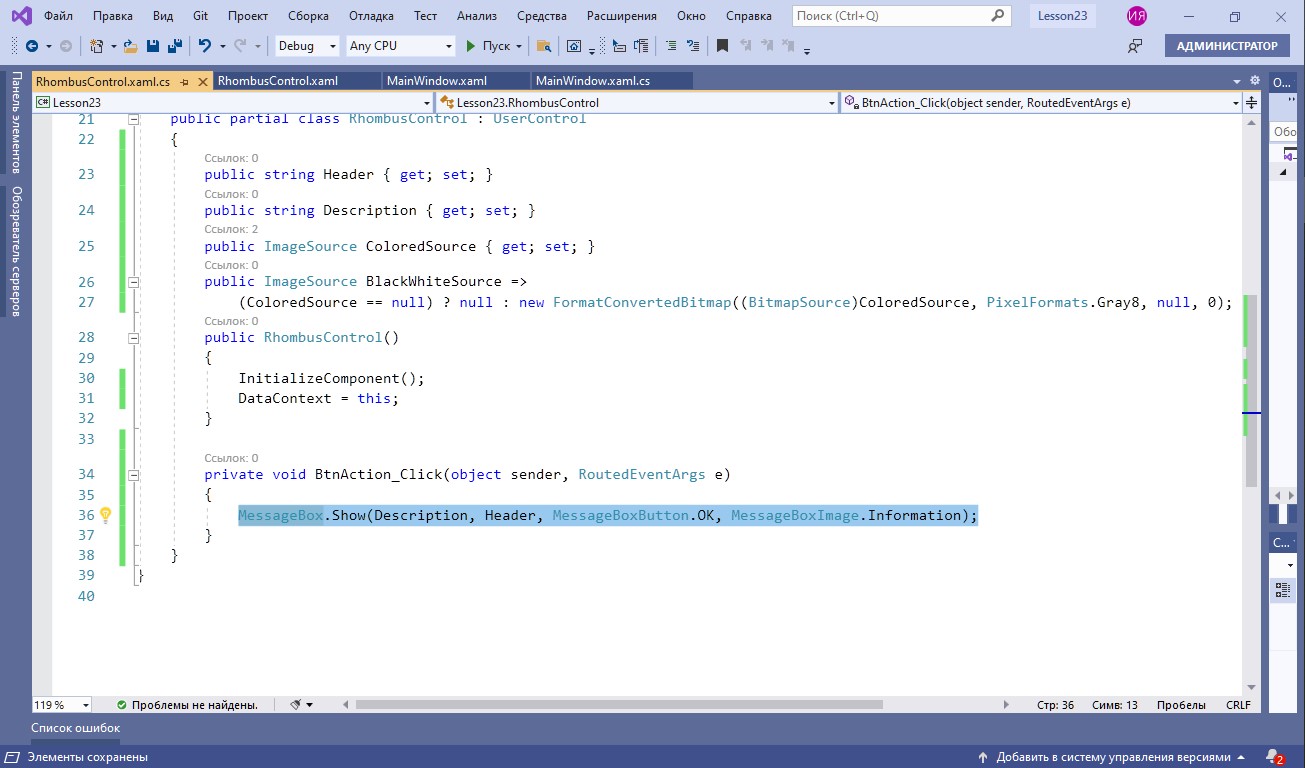 Файл Правка Вид Git Проект Сборка Отладка Тест Анализ Средства Расширения Окно Справка Поиск (Ctrl+Q) Lesson23 ИЯ
Debug Any CPU Пуск АДМИНИСТРАТОР
Панель элементов
Обозреватель серверов
RhombusControl.xaml.cs RhombusControl.xaml MainWindow.xaml MainWindow.xaml.cs О...
C# Lesson23 Lesson23.RhombusControl BtnAction_Click(object sender, RoutedEventArgs e)
Обо
21 public partial class RhombusControl : UserControl
22 {
Ссылок: 0
23 public string Header { get; set; }
Ссылок: 0
24 public string Description { get; set; }
Ссылок: 2
25 public ImageSource ColoredSource { get; set; }
Ссылок: 0
26 public ImageSource BlackWhiteSource =>
27 (ColoredSource == null) ? null : new FormatConvertedBitmap((BitmapSource)ColoredSource, PixelFormats.Gray8, null, 0);
Ссылок: 0
28 public RhombusControl()
29 {
30 InitializeComponent();
31 DataContext = this;
32 }
33
Ссылок: 0
34 private void BtnAction_Click(object sender, RoutedEventArgs e)
35 {
36 MessageBox.Show(Description, Header, MessageBoxButton.OK, MessageBoxImage.Information);
37 }
38 }
39 }
40
С...
119 % Проблемы не найдены. Стр: 36 Симв: 13 Пробелы CRLF
Список ошибок
Элементы сохранены Добавить в систему управления версиями 2